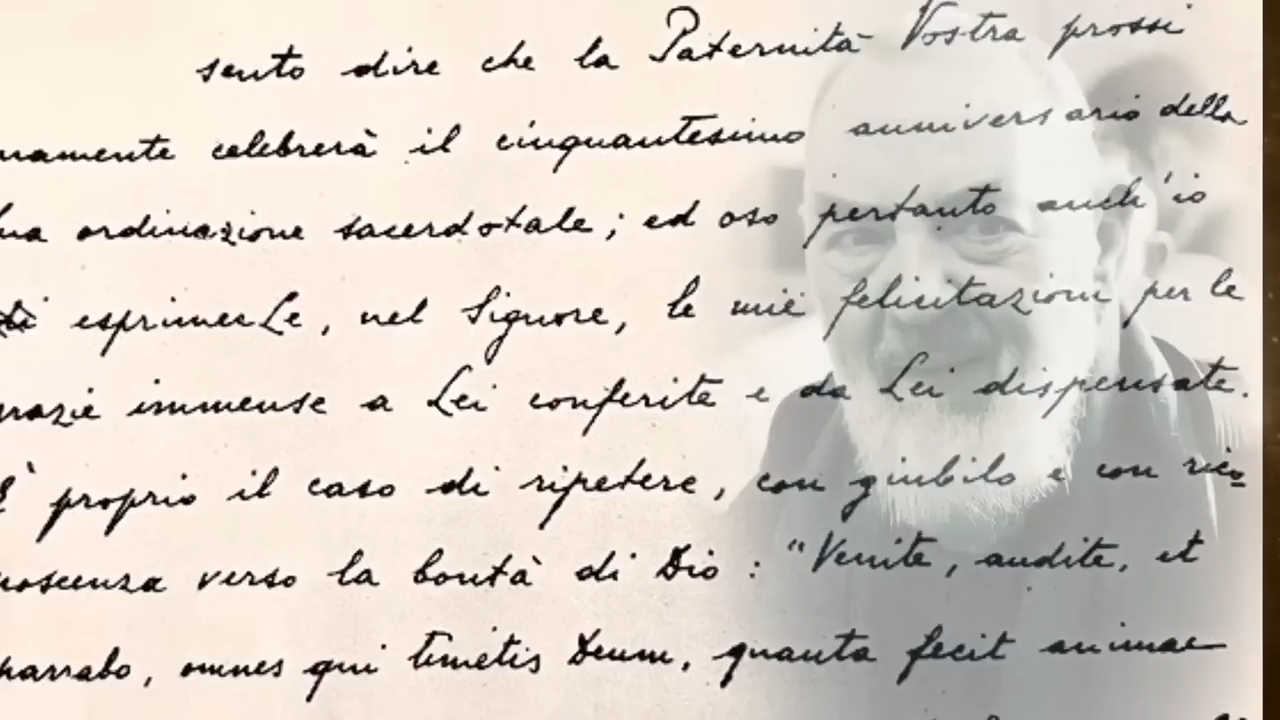 sento dire che la Paternità Vostra prossi
mamente celebrerà il cinquantesimo anniversario della
sua ordinazione sacerdotale; ed oso pertanto anch'io
esprimerLe, nel Signore, le mie felicitazioni per le
grazie immense a Lei conferite e da Lei dispensate.
È proprio il caso di ripetere, con giubilo e con rico
noscenza verso la bontà di Dio: "Venite, audite, et
narrabo, omnes qui timetis Deum, quanta fecit animae